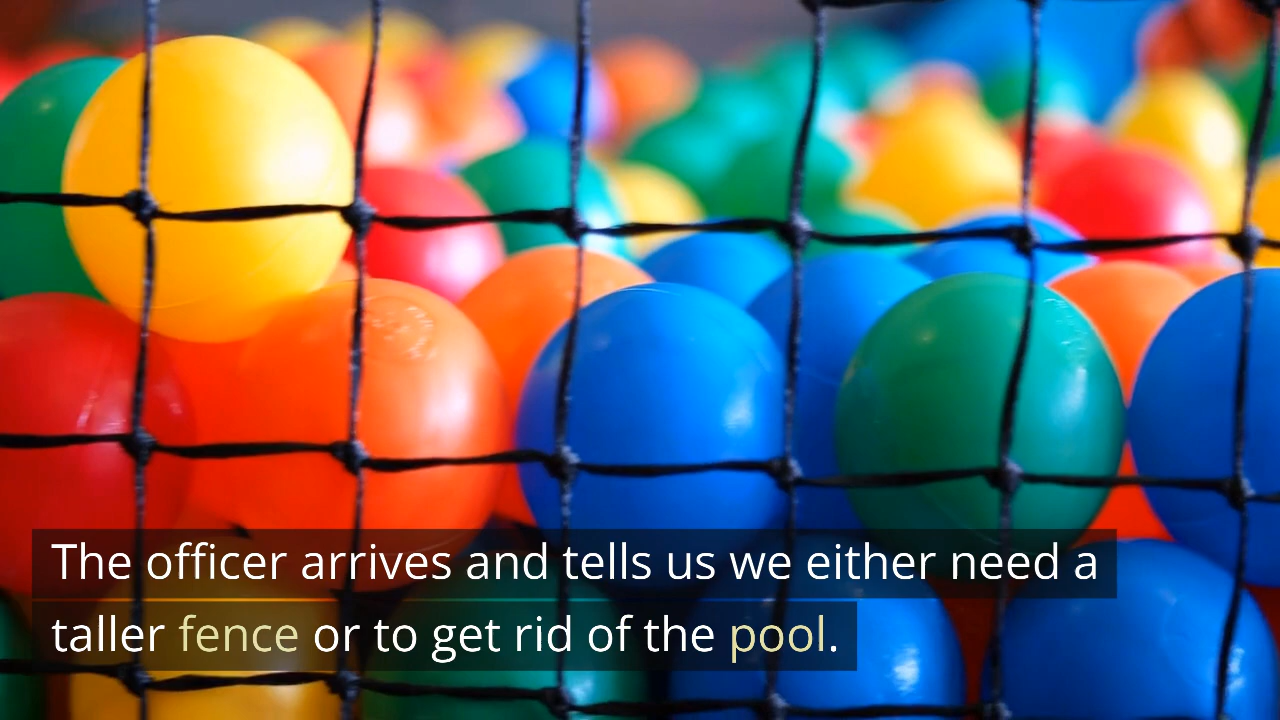 The officer arrives and tells us we either need a
taller fence or to get rid of the pool.